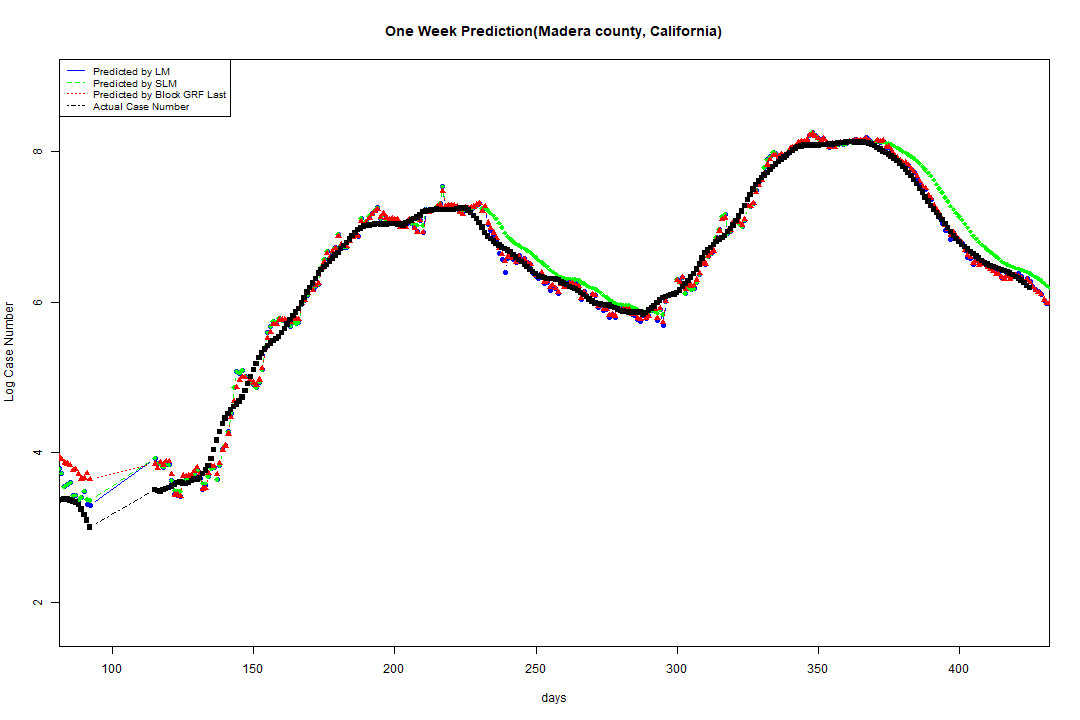 One Week Prediction(Madera county, California)
Predicted by LM
Predicted by SLM
Predicted by Block GRF Last
Actual Case Number
Log Case Number
8
6
4
2
100 150 200 250 300 350 400
days